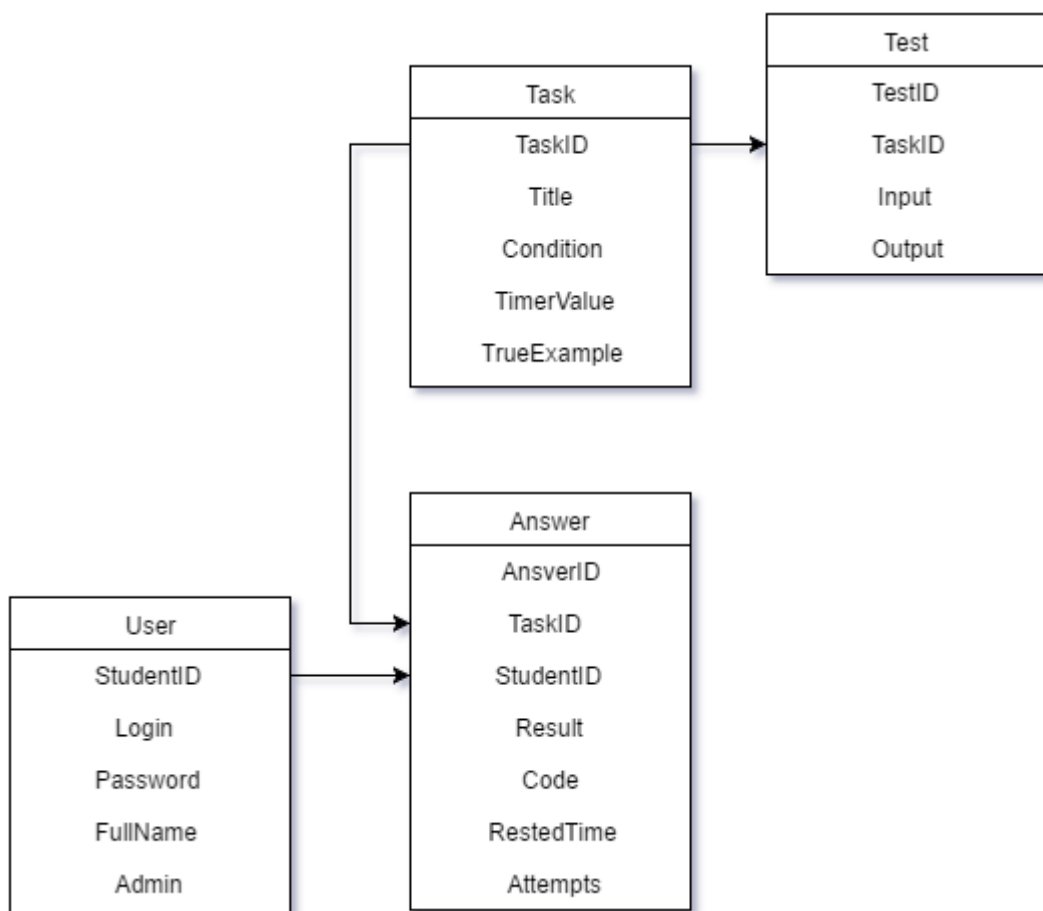 Test
TestID
TaskID
Input
Output
Task
TaskID
Title
Condition
TimerValue
TrueExample
Answer
AnsverID
TaskID
StudentID
Result
Code
RestedTime
Attempts
User
StudentID
Login
Password
FullName
Admin